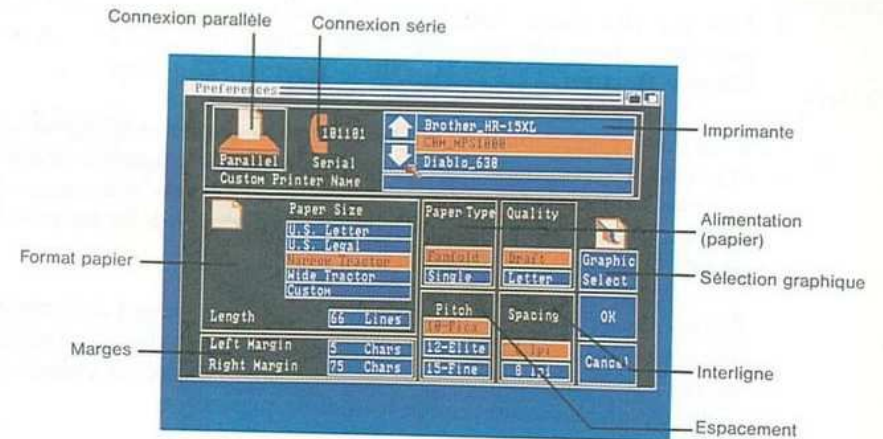 Connexion parallèle
Connexion série
Preferences
Brother_HR-15XL
CBM_MPS1000
Diablo_630
101101
Parallel
Serial
Custom Printer Name
Imprimante
Paper Size
U.S. Letter
U.S. Legal
Narrow Tractor
Wide Tractor
Custom
Length
66 Lines
Paper Type
Fanfold
Single
Quality
Draft
Letter
Graphic
Select
Alimentation
(papier)
Sélection graphique
Format papier
Pitch
10-Pica
12-Elite
15-Fine
Spacing
lpi
8 lpi
OK
Cancel
Left Margin
5 Chars
Right Margin
75 Chars
Marges
Interligne
Espacement